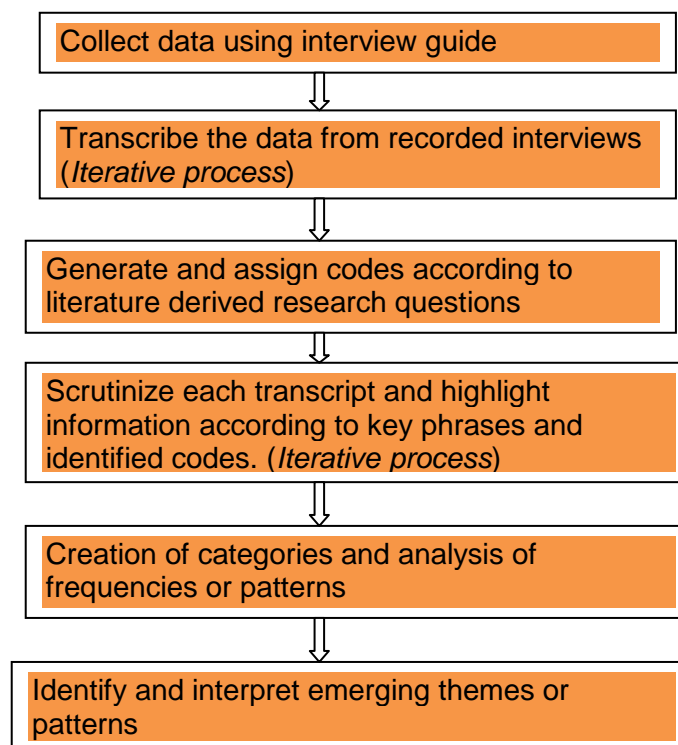 Collect data using interview guide
Transcribe the data from recorded interviews
(Iterative process)
Generate and assign codes according to
literature derived research questions
Scrutinize each transcript and highlight
information according to key phrases and
identified codes. (Iterative process)
Creation of categories and analysis of
frequencies or patterns
Identify and interpret emerging themes or
patterns